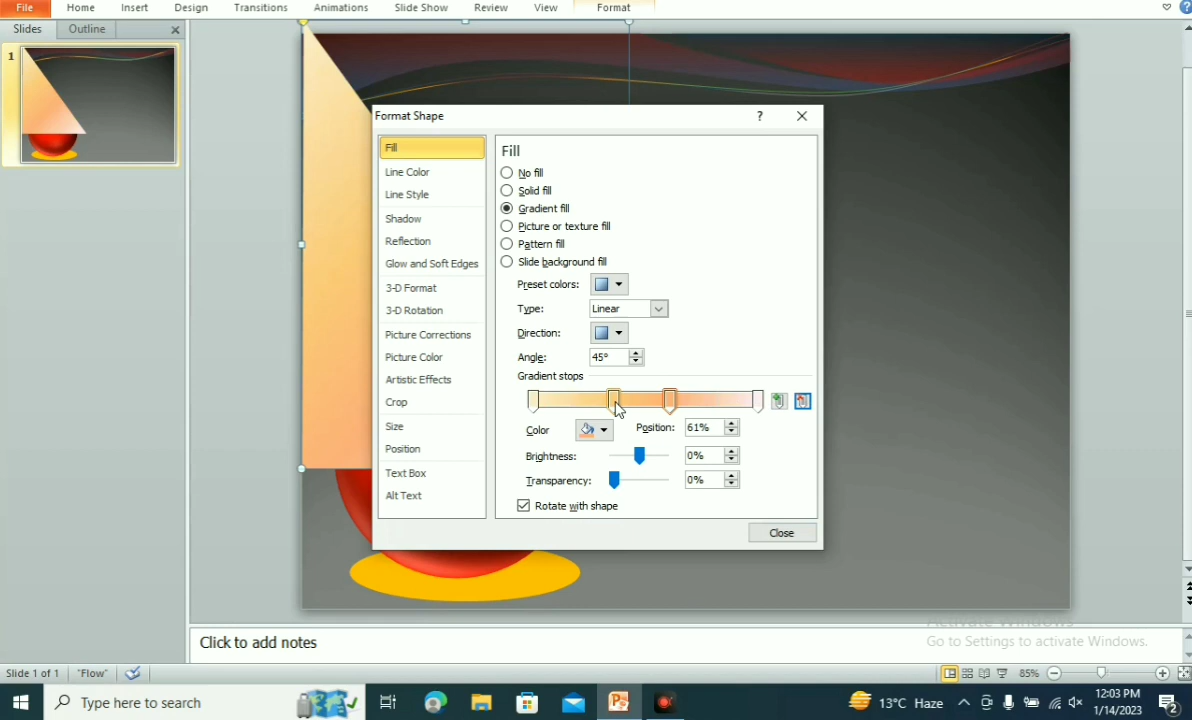 File Home Insert Design Transitions Animations Slide Show Review View Format
Slides Outline
1
Format Shape
Fill
Line Color
Line Style
Shadow
Reflection
Glow and Soft Edges
3-D Format
3-D Rotation
Picture Corrections
Picture Color
Artistic Effects
Crop
Size
Position
Text Box
Alt Text
Fill
No fill
Solid fill
Gradient fill
Picture or texture fill
Pattern fill
Slide background fill
Preset colors:
Type: Linear
Direction:
Angle: 45°
Gradient stops
Color Position: 61%
Brightness: 0%
Transparency: 0%
Rotate with shape
Close
Activate Windows
Go to Settings to activate Windows.
Click to add notes
Slide 1 of 1 "Flow" 85%
Type here to search 13°C Haze 12:03 PM
1/14/2023 2